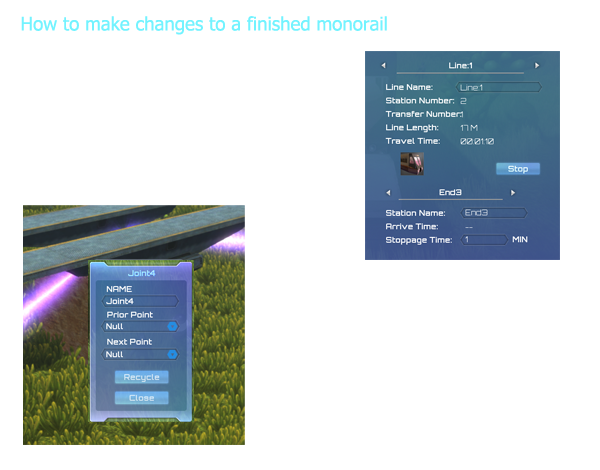 How to make changes to a finished monorail
Line:1
Line Name: Line:1
Station Number: 2
Transfer Number:1
Line Length: 17 M
Travel Time: 00:01:10
Stop
End3
Station Name: End3
Arrive Time: --
Stoppage Time: 1 MIN
Joint4
NAME
Joint4
Prior Point
Null
Next Point
Null
Recycle
Close